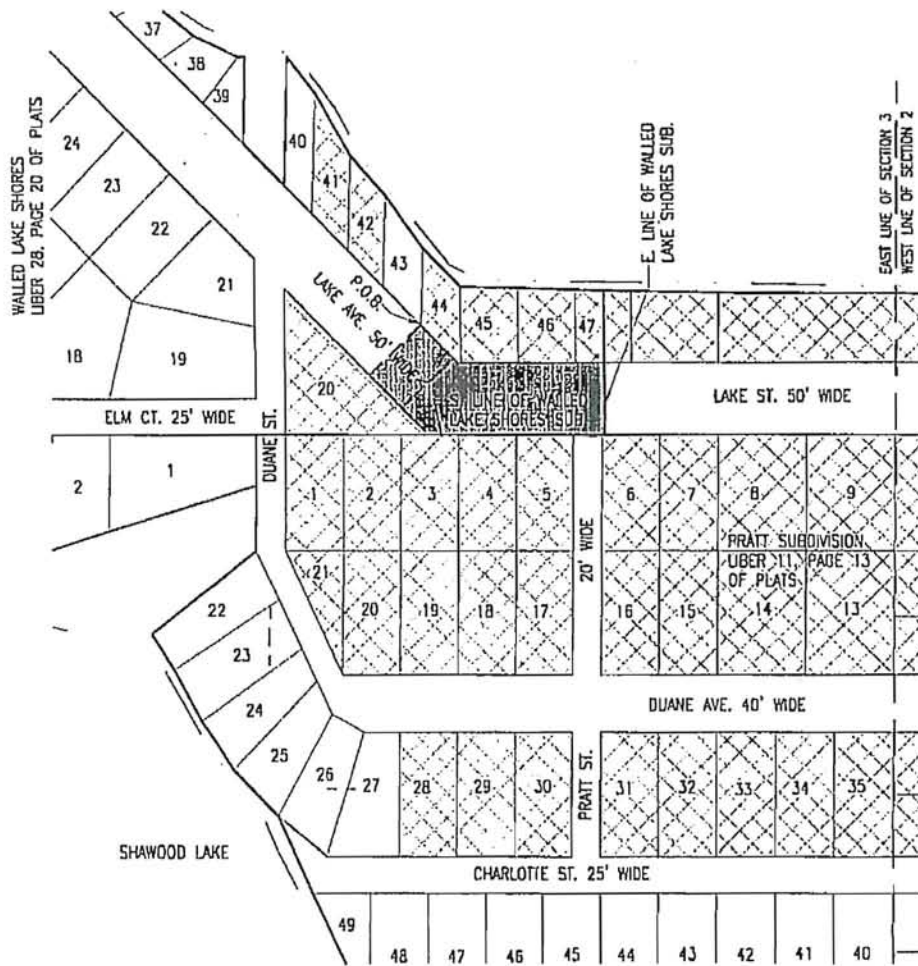 37
38
39
40
41
42
43
44
45
46
47
24
23
22
21
18
19
20
WALLED LAKE SHORES
LIBER 28, PAGE 20 OF PLATS
P.O.B.
LAKE AVE. 50' WIDE
E. LINE OF WALLED
LAKE SHORES SUB.
EAST LINE OF SECTION 3
WEST LINE OF SECTION 2
S. LINE OF WALLED
LAKE SHORES SUB
LAKE ST. 50' WIDE
ELM CT. 25' WIDE
DUANE ST.
2
1
1
2
3
4
5
6
7
8
9
20' WIDE
PRATT SUBDIVISION
LIBER 11, PAGE 13
OF PLATS
21
20
19
18
17
16
15
14
13
22
23
24
25
26
27
DUANE AVE. 40' WIDE
28
29
30
PRATT ST.
31
32
33
34
35
SHAWOOD LAKE
CHARLOTTE ST. 25' WIDE
49
48
47
46
45
44
43
42
41
40